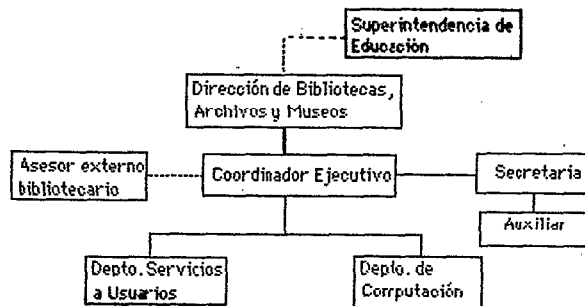 Superintendencia de
Educación
Dirección de Bibliotecas,
Archivos y Museos
Asesor externo
bibliotecario
Coordinador Ejecutivo
Secretaria
Auxiliar
Depto. Servicios
a Usuarios
Depto. de
Computación